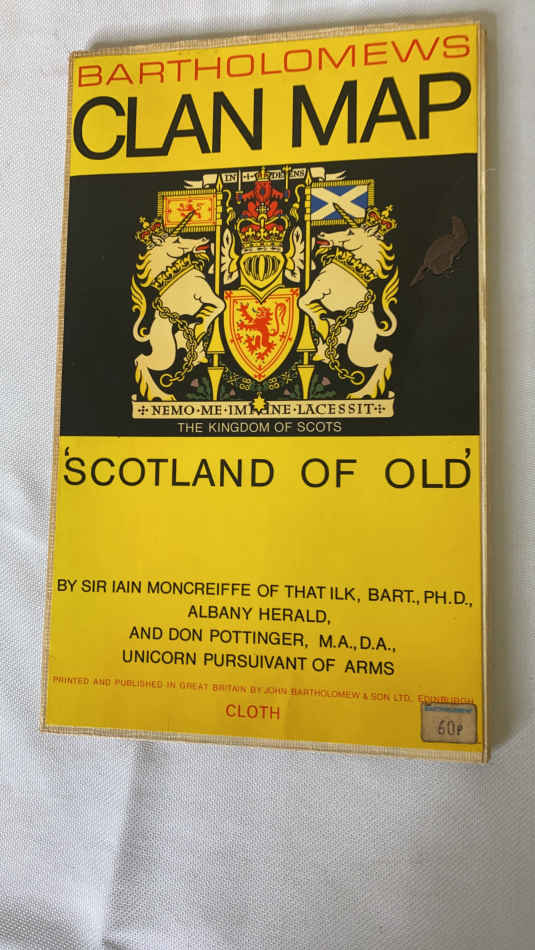 BARTHOLOMEWS
CLAN MAP
IN · DEFENS
NEMO · ME · IMPVNE · LACESSIT
THE KINGDOM OF SCOTS
'SCOTLAND OF OLD'
BY SIR IAIN MONCREIFFE OF THAT ILK, BART., PH.D.,
ALBANY HERALD,
AND DON POTTINGER, M.A., D.A.,
UNICORN PURSUIVANT OF ARMS
PRINTED AND PUBLISHED IN GREAT BRITAIN BY JOHN BARTHOLOMEW & SON LTD., EDINBURGH
CLOTH
BARTHOLOMEW
60P